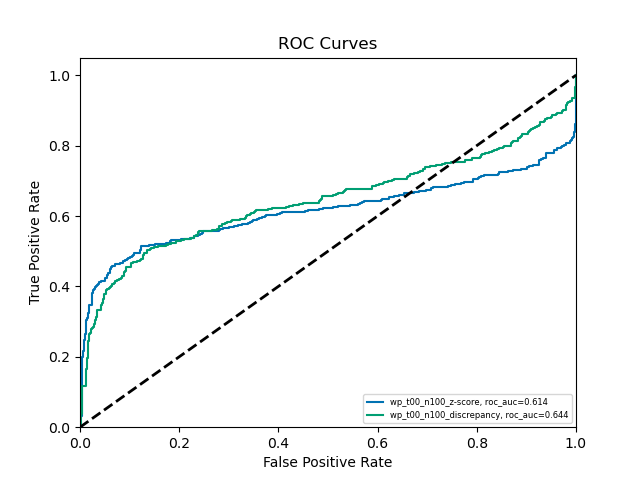 ROC Curves
True Positive Rate
1.0
0.8
0.6
0.4
0.2
0.0
0.0 0.2 0.4 0.6 0.8 1.0
False Positive Rate
wp_t00_n100_z-score, roc_auc=0.614
wp_t00_n100_discrepancy, roc_auc=0.644